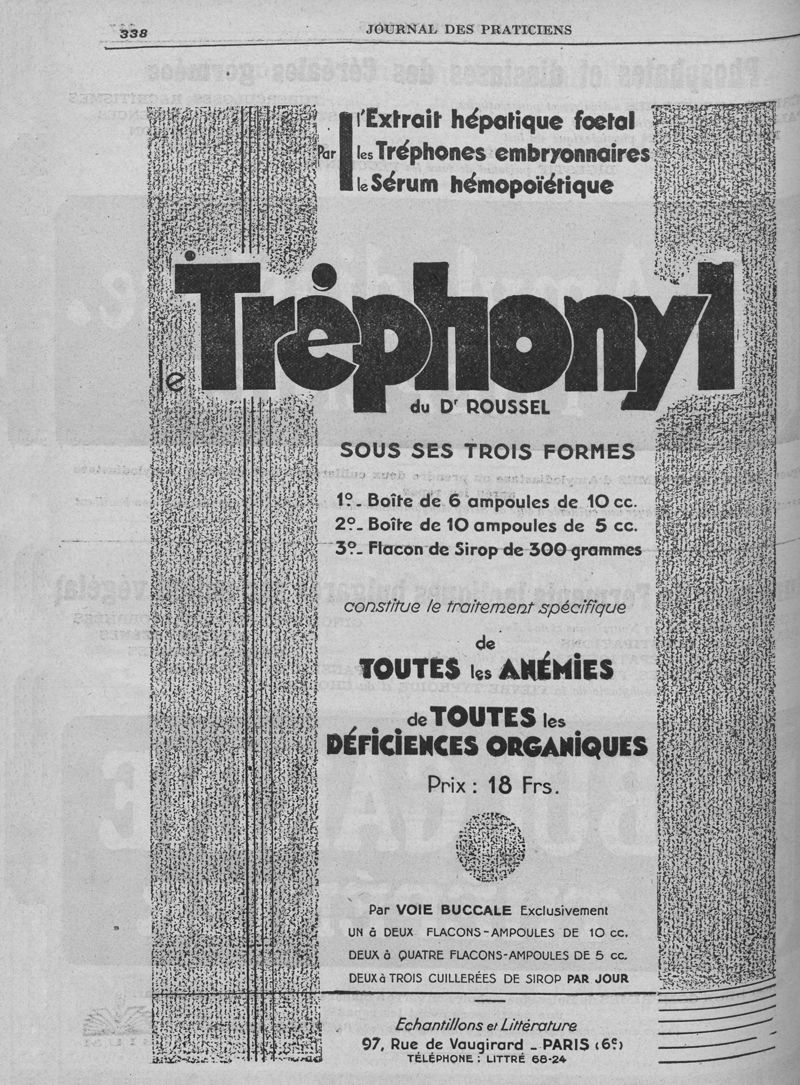 338
JOURNAL DES PRATICIENS
Par
l'Extrait hépatique foetal
les Tréphones embryonnaires
le Sérum hémopoïétique
le Tréphonyl
du Dr ROUSSEL
SOUS SES TROIS FORMES
1º_ Boîte de 6 ampoules de 10 cc.
2º_ Boîte de 10 ampoules de 5 cc.
3º_ Flacon de Sirop de 300 grammes
constitue le traitement spécifique
de
TOUTES les ANÉMIES
de TOUTES les
DÉFICIENCES ORGANIQUES
Prix : 18 Frs.
Par VOIE BUCCALE Exclusivement
UN à DEUX FLACONS-AMPOULES DE 10 cc.
DEUX à QUATRE FLACONS-AMPOULES DE 5 cc.
DEUX à TROIS CUILLERÉES DE SIROP PAR JOUR
Echantillons et Littérature
97, Rue de Vaugirard _ PARIS (6e)
TÉLÉPHONE : LITTRÉ 68-24